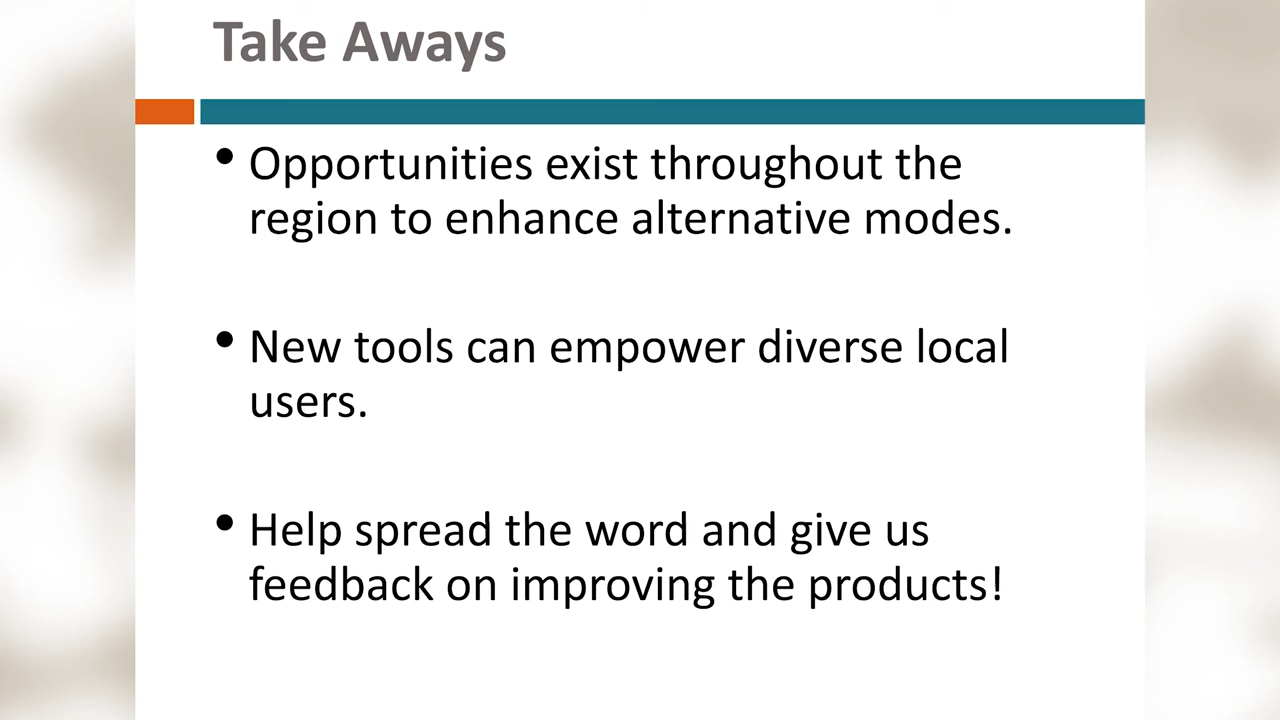 Take Aways
• Opportunities exist throughout the
region to enhance alternative modes.
• New tools can empower diverse local
users.
• Help spread the word and give us
feedback on improving the products!